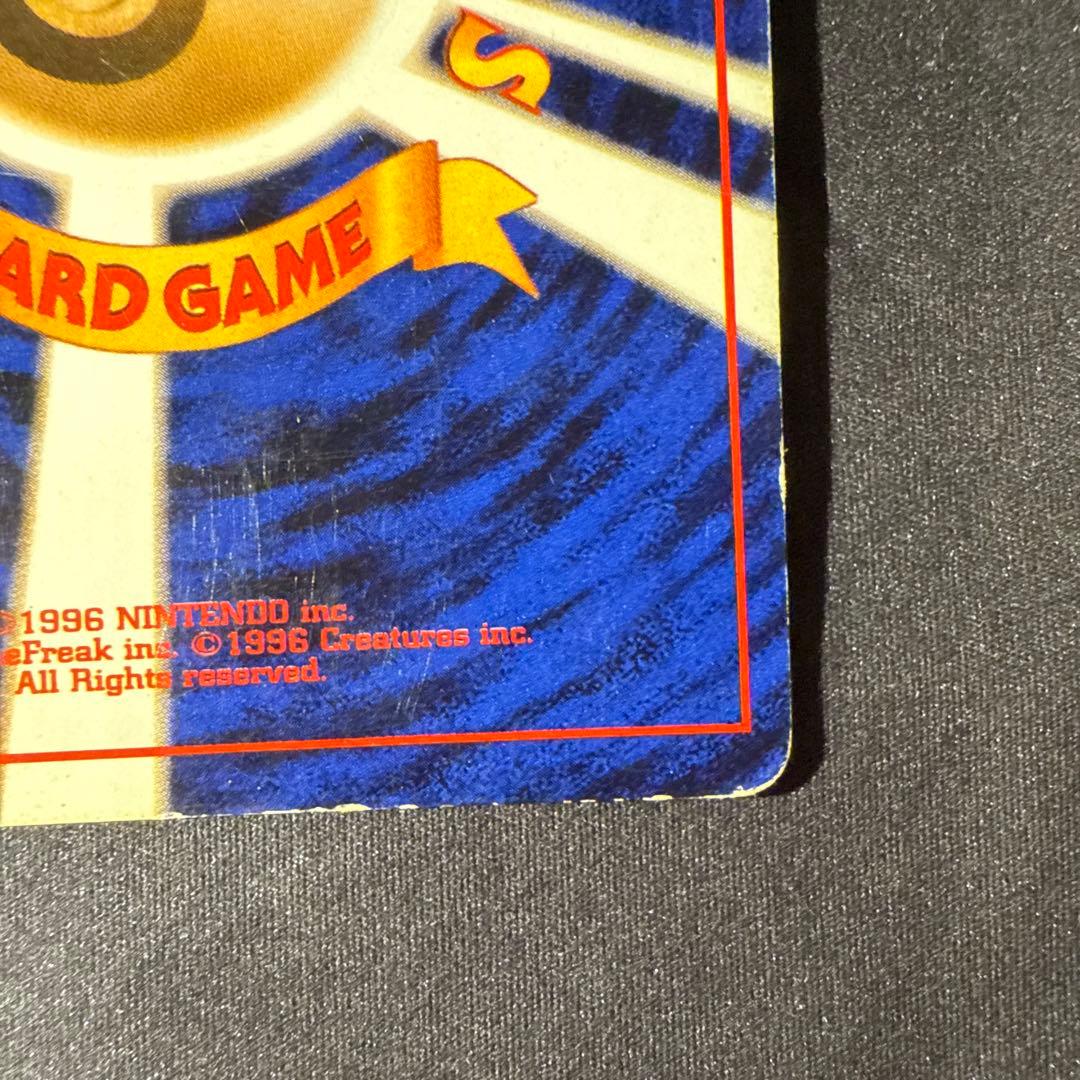 S
ARD GAME
©1996 NINTENDO inc.
eFreak inc. ©1996 Creatures inc.
All Rights reserved.